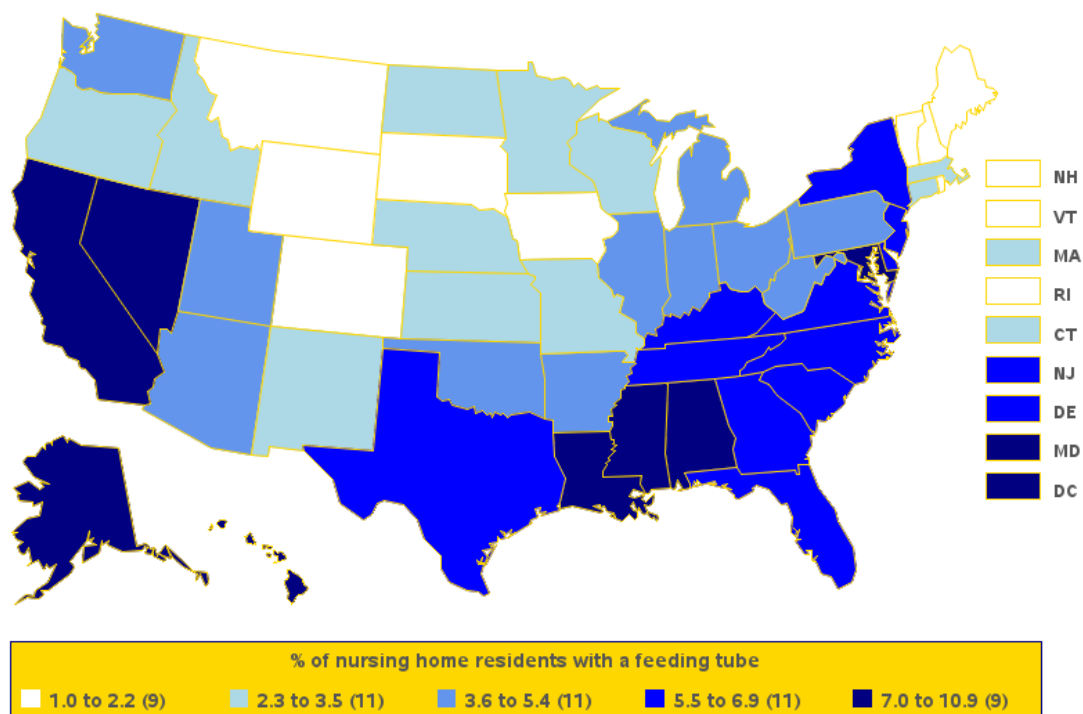 NH
VT
MA
RI
CT
NJ
DE
MD
DC
% of nursing home residents with a feeding tube
1.0 to 2.2 (9) 2.3 to 3.5 (11) 3.6 to 5.4 (11) 5.5 to 6.9 (11) 7.0 to 10.9 (9)